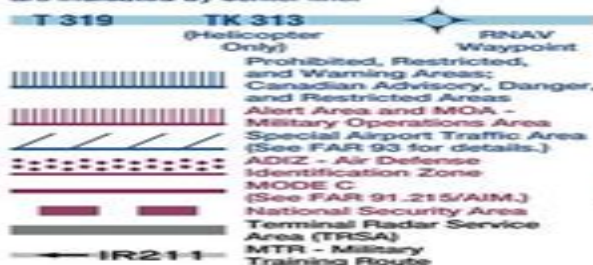 T 319 TK 313
(Helicopter
Only)
RNAV
Waypoint
Prohibited, Restricted,
and Warning Areas;
Canadian Advisory, Danger,
and Restricted Areas
Alert Area and MOA -
Military Operations Area
Special Airport Traffic Area
(See FAR 93 for details.)
ADIZ - Air Defense
Identification Zone
MODE C
(See FAR 91.215/AIM.)
National Security Area
Terminal Radar Service
Area (TRSA)
MTR - Military
Training Route
IR211